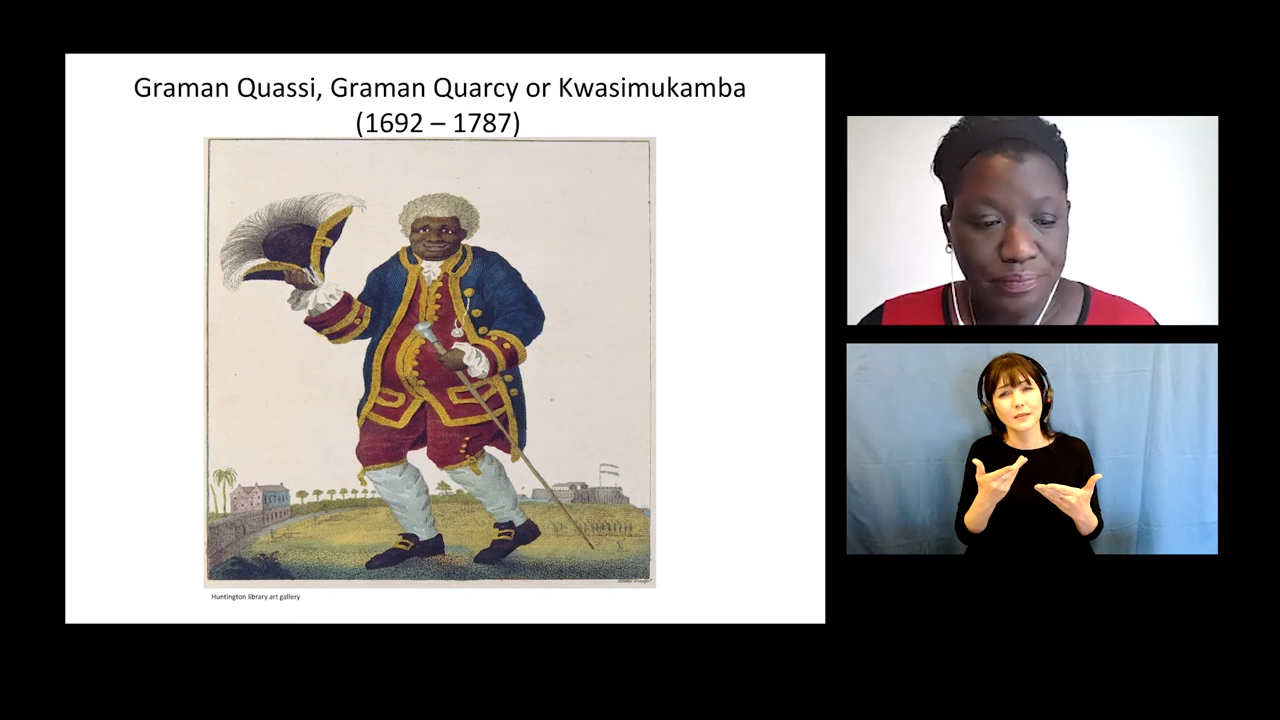 Graman Quassi, Graman Quarcy or Kwasimukamba
(1692 – 1787)
Huntington library art gallery